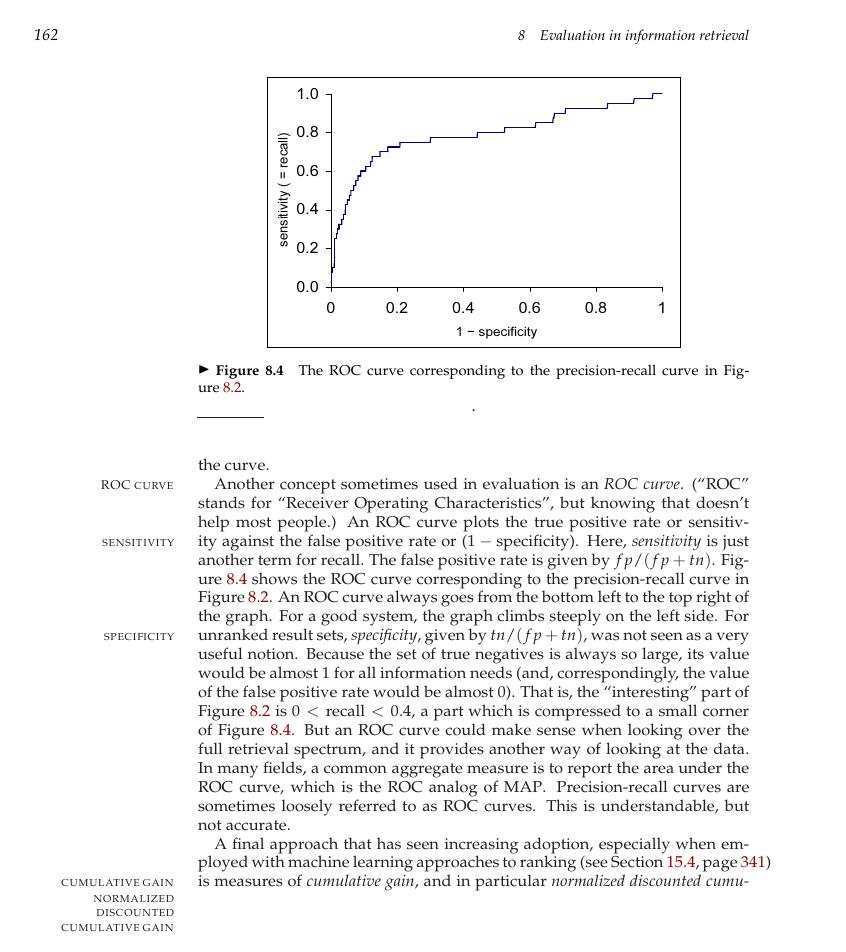 162
8 Evaluation in information retrieval
1.0
0.8
0.6
0.4
0.2
0.0
sensitivity ( = recall)
0 0.2 0.4 0.6 0.8 1
1 − specificity
► Figure 8.4 The ROC curve corresponding to the precision-recall curve in Fig-
ure 8.2.
.
the curve.
ROC CURVE
Another concept sometimes used in evaluation is an ROC curve. (“ROC”
stands for “Receiver Operating Characteristics”, but knowing that doesn’t
help most people.) An ROC curve plots the true positive rate or sensitiv-
SENSITIVITY
ity against the false positive rate or (1 − specificity). Here, sensitivity is just
another term for recall. The false positive rate is given by fp/(fp + tn). Fig-
ure 8.4 shows the ROC curve corresponding to the precision-recall curve in
Figure 8.2. An ROC curve always goes from the bottom left to the top right of
the graph. For a good system, the graph climbs steeply on the left side. For
SPECIFICITY
unranked result sets, specificity, given by tn/(fp + tn), was not seen as a very
useful notion. Because the set of true negatives is always so large, its value
would be almost 1 for all information needs (and, correspondingly, the value
of the false positive rate would be almost 0). That is, the “interesting” part of
Figure 8.2 is 0 < recall < 0.4, a part which is compressed to a small corner
of Figure 8.4. But an ROC curve could make sense when looking over the
full retrieval spectrum, and it provides another way of looking at the data.
In many fields, a common aggregate measure is to report the area under the
ROC curve, which is the ROC analog of MAP. Precision-recall curves are
sometimes loosely referred to as ROC curves. This is understandable, but
not accurate.
A final approach that has seen increasing adoption, especially when em-
ployed with machine learning approaches to ranking (see Section 15.4, page 341)
CUMULATIVE GAIN
is measures of cumulative gain, and in particular normalized discounted cumu-
NORMALIZED
DISCOUNTED
CUMULATIVE GAIN